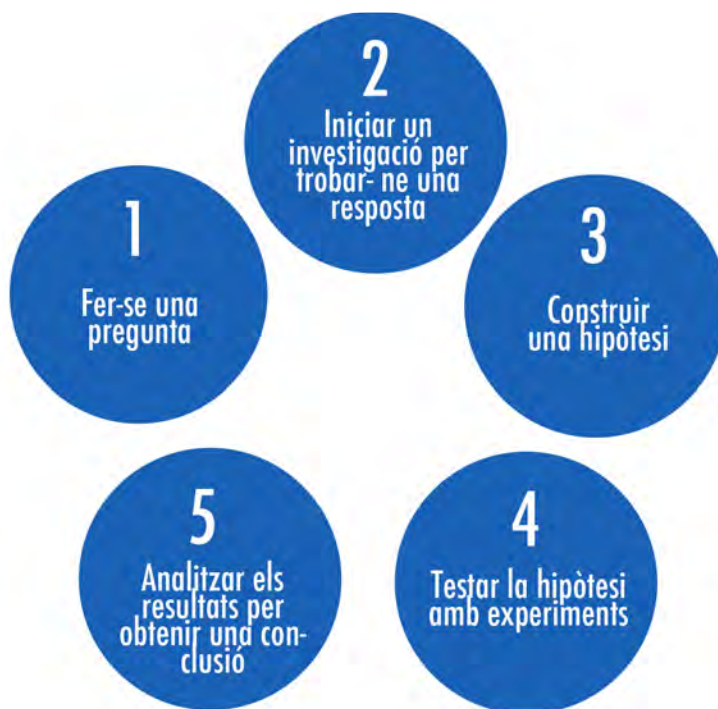 1
Fer-se una
pregunta
2
Iniciar un
investigació per
trobar- ne una
resposta
3
Construir
una hipòtesi
4
Testar la hipòtesi
amb experiments
5
Analitzar els
resultats per
obtenir una con-
clusió